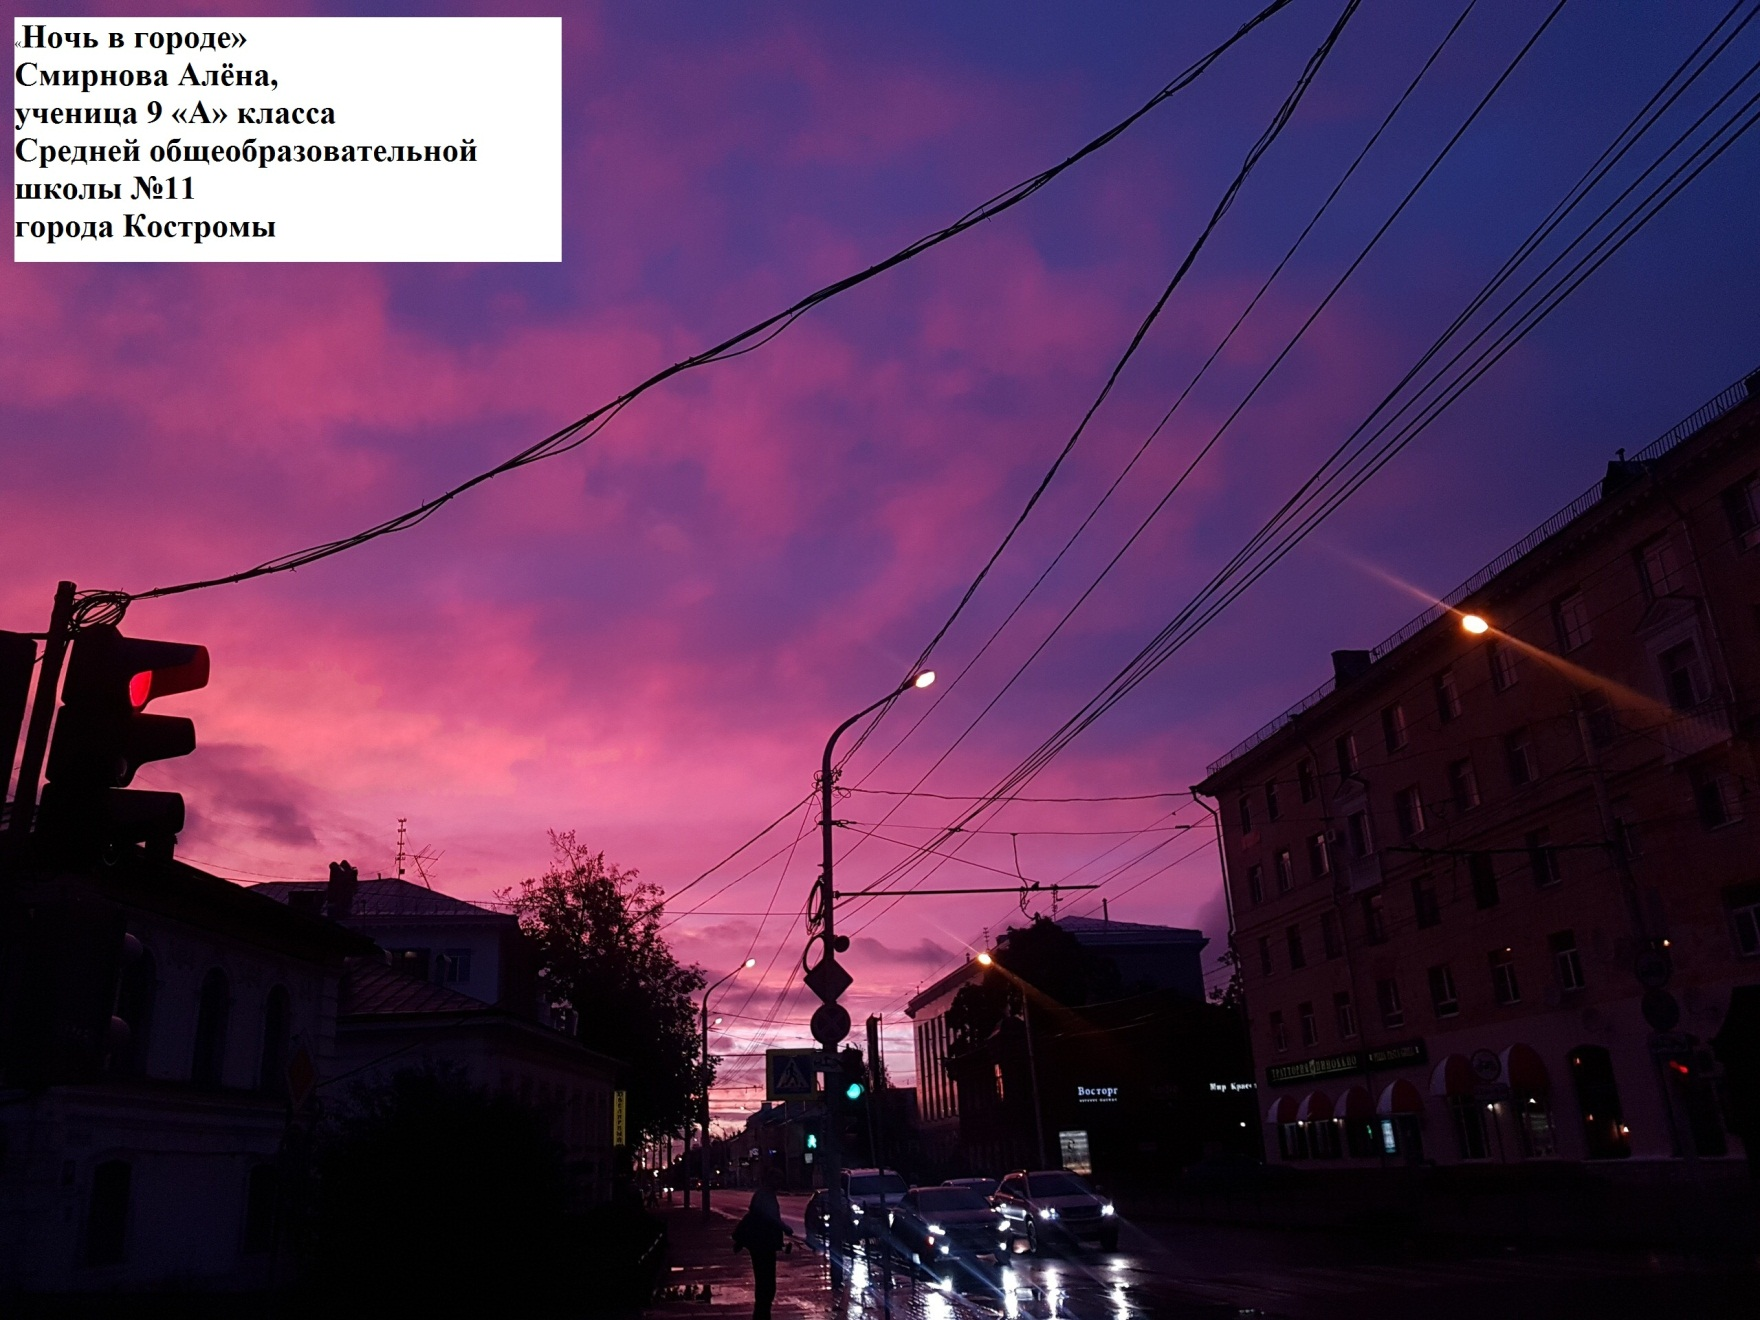 «Ночь в городе»
Смирнова Алёна,
ученица 9 «А» класса
Средней общеобразовательной
школы №11
города Костромы
Восторг